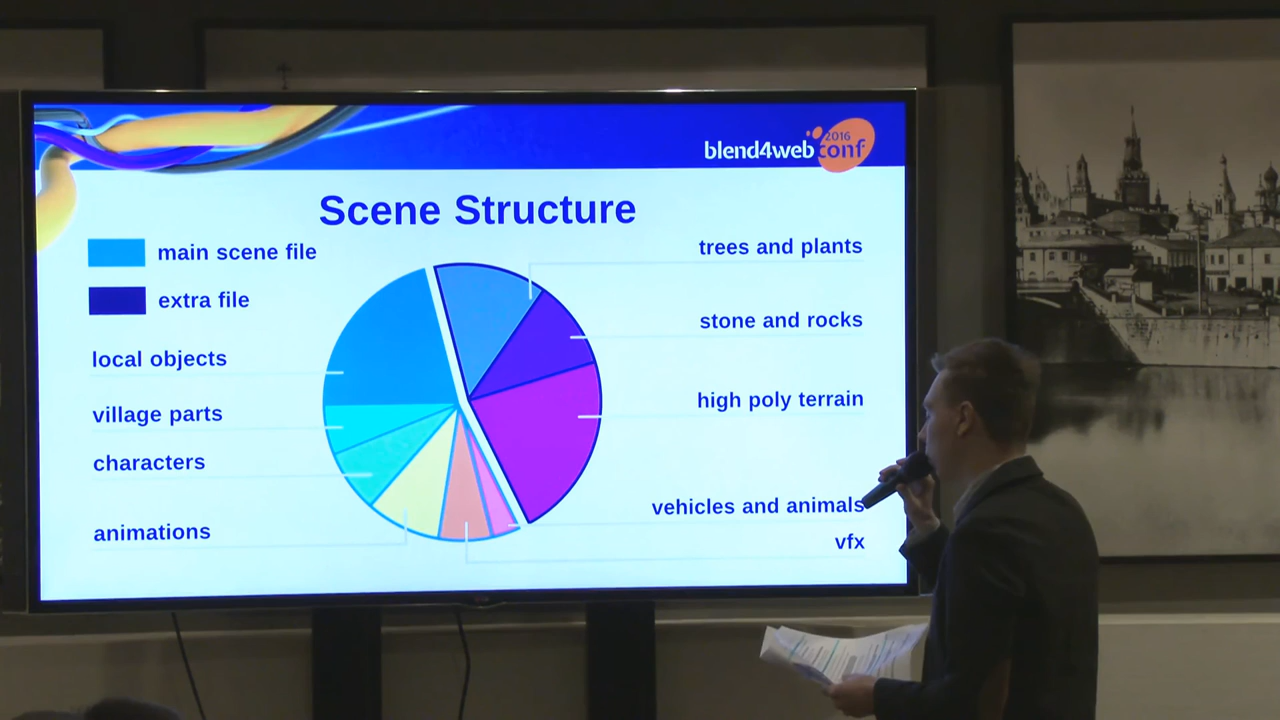 blend4web 2016 conf
Scene Structure
main scene file
extra file
local objects
village parts
characters
animations
trees and plants
stone and rocks
high poly terrain
vehicles and animals
vfx